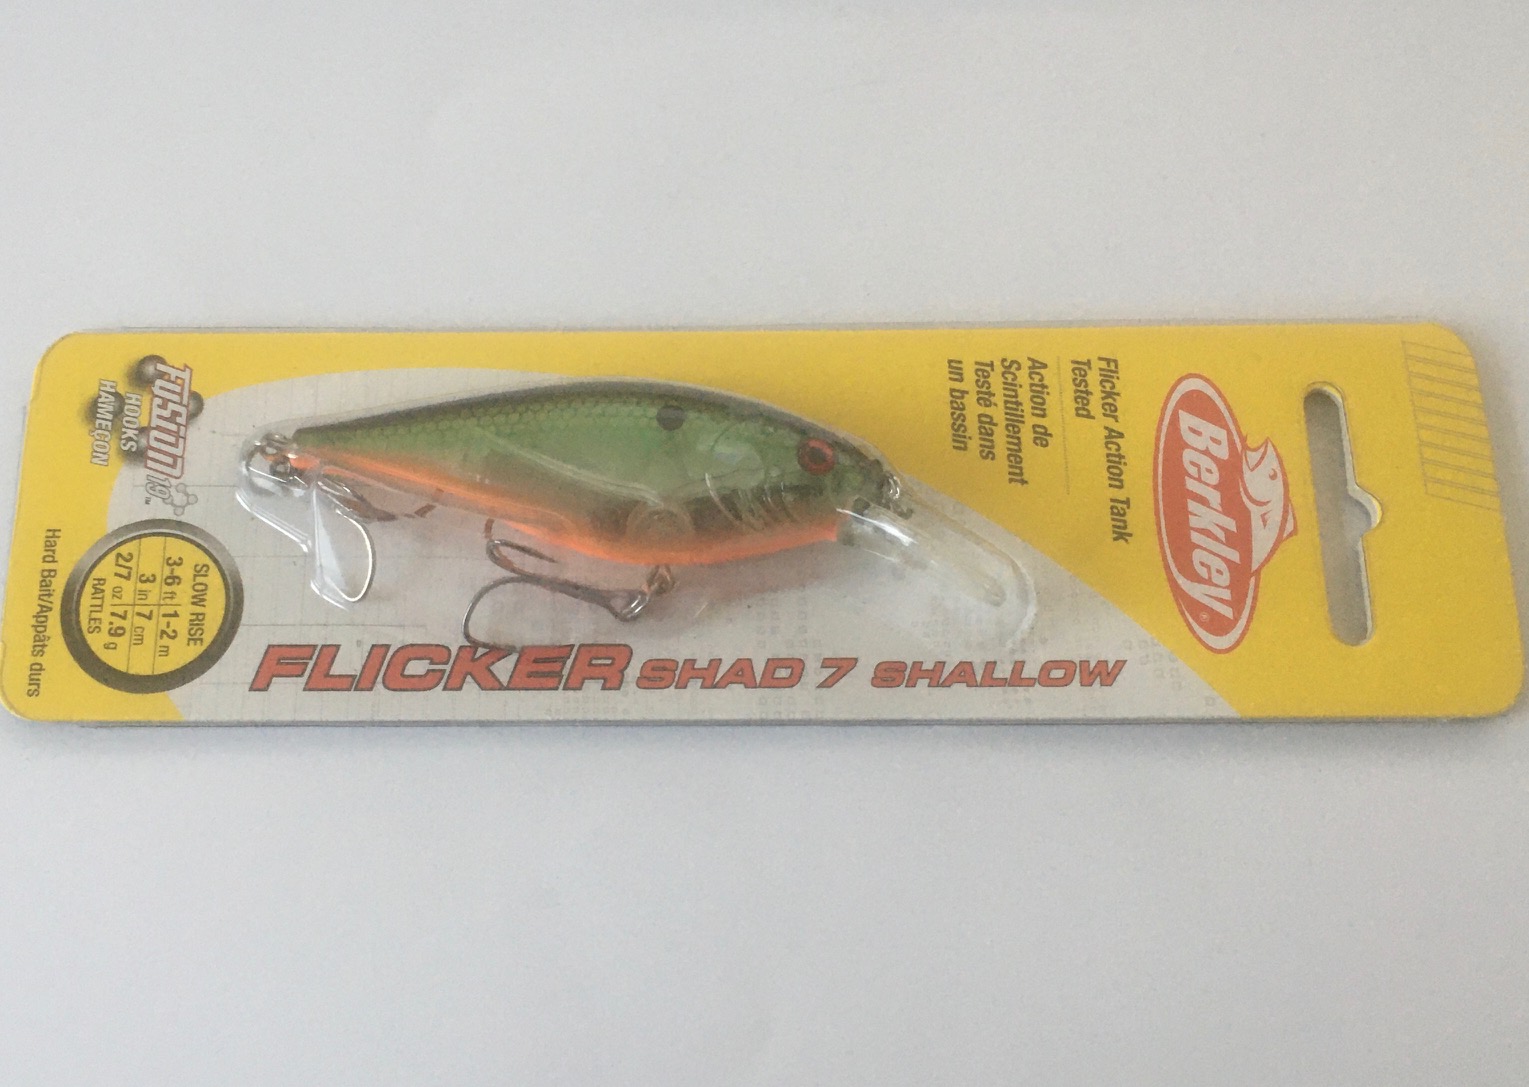 Berkley®
Flicker Action Tank
Tested
Action de
Scintillement
Testé dans
un bassin
FLICKER SHAD 7 SHALLOW
FUSION19™
HOOKS
HAMEÇON
SLOW RISE
3-6 ft 1-2 m
3 in 7 cm
2/7 oz 7.9 g
RATTLES
Hard Bait/Appâts durs